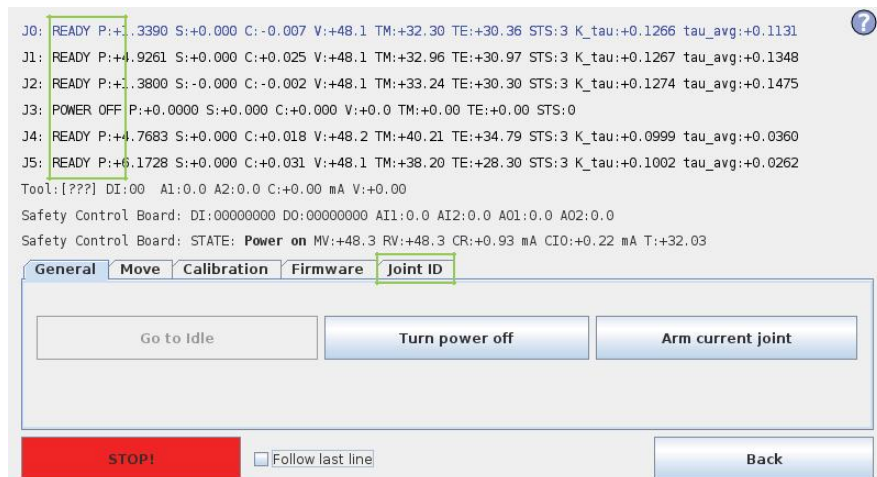 J0: READY P:+1.3390 S:+0.000 C:-0.007 V:+48.1 TM:+32.30 TE:+30.36 STS:3 K_tau:+0.1266 tau_avg:+0.1131
?
J1: READY P:+4.9261 S:+0.000 C:+0.025 V:+48.1 TM:+32.96 TE:+30.97 STS:3 K_tau:+0.1267 tau_avg:+0.1348
J2: READY P:+1.3800 S:-0.000 C:-0.002 V:+48.1 TM:+33.24 TE:+30.30 STS:3 K_tau:+0.1274 tau_avg:+0.1475
J3: POWER OFF P:+0.0000 S:+0.000 C:+0.000 V:+0.0 TM:+0.00 TE:+0.00 STS:0
J4: READY P:+4.7683 S:+0.000 C:+0.018 V:+48.2 TM:+40.21 TE:+34.79 STS:3 K_tau:+0.0999 tau_avg:+0.0360
J5: READY P:+6.1728 S:+0.000 C:+0.031 V:+48.1 TM:+38.20 TE:+28.30 STS:3 K_tau:+0.1002 tau_avg:+0.0262
Tool:[???] DI:00 A1:0.0 A2:0.0 C:+0.00 mA V:+0.00
Safety Control Board: DI:00000000 DO:00000000 AI1:0.0 AI2:0.0 AO1:0.0 AO2:0.0
Safety Control Board: STATE: Power on MV:+48.3 RV:+48.3 CR:+0.93 mA CIO:+0.22 mA T:+32.03
General Move Calibration Firmware Joint ID
Go to Idle Turn power off Arm current joint
STOP! Follow last line Back